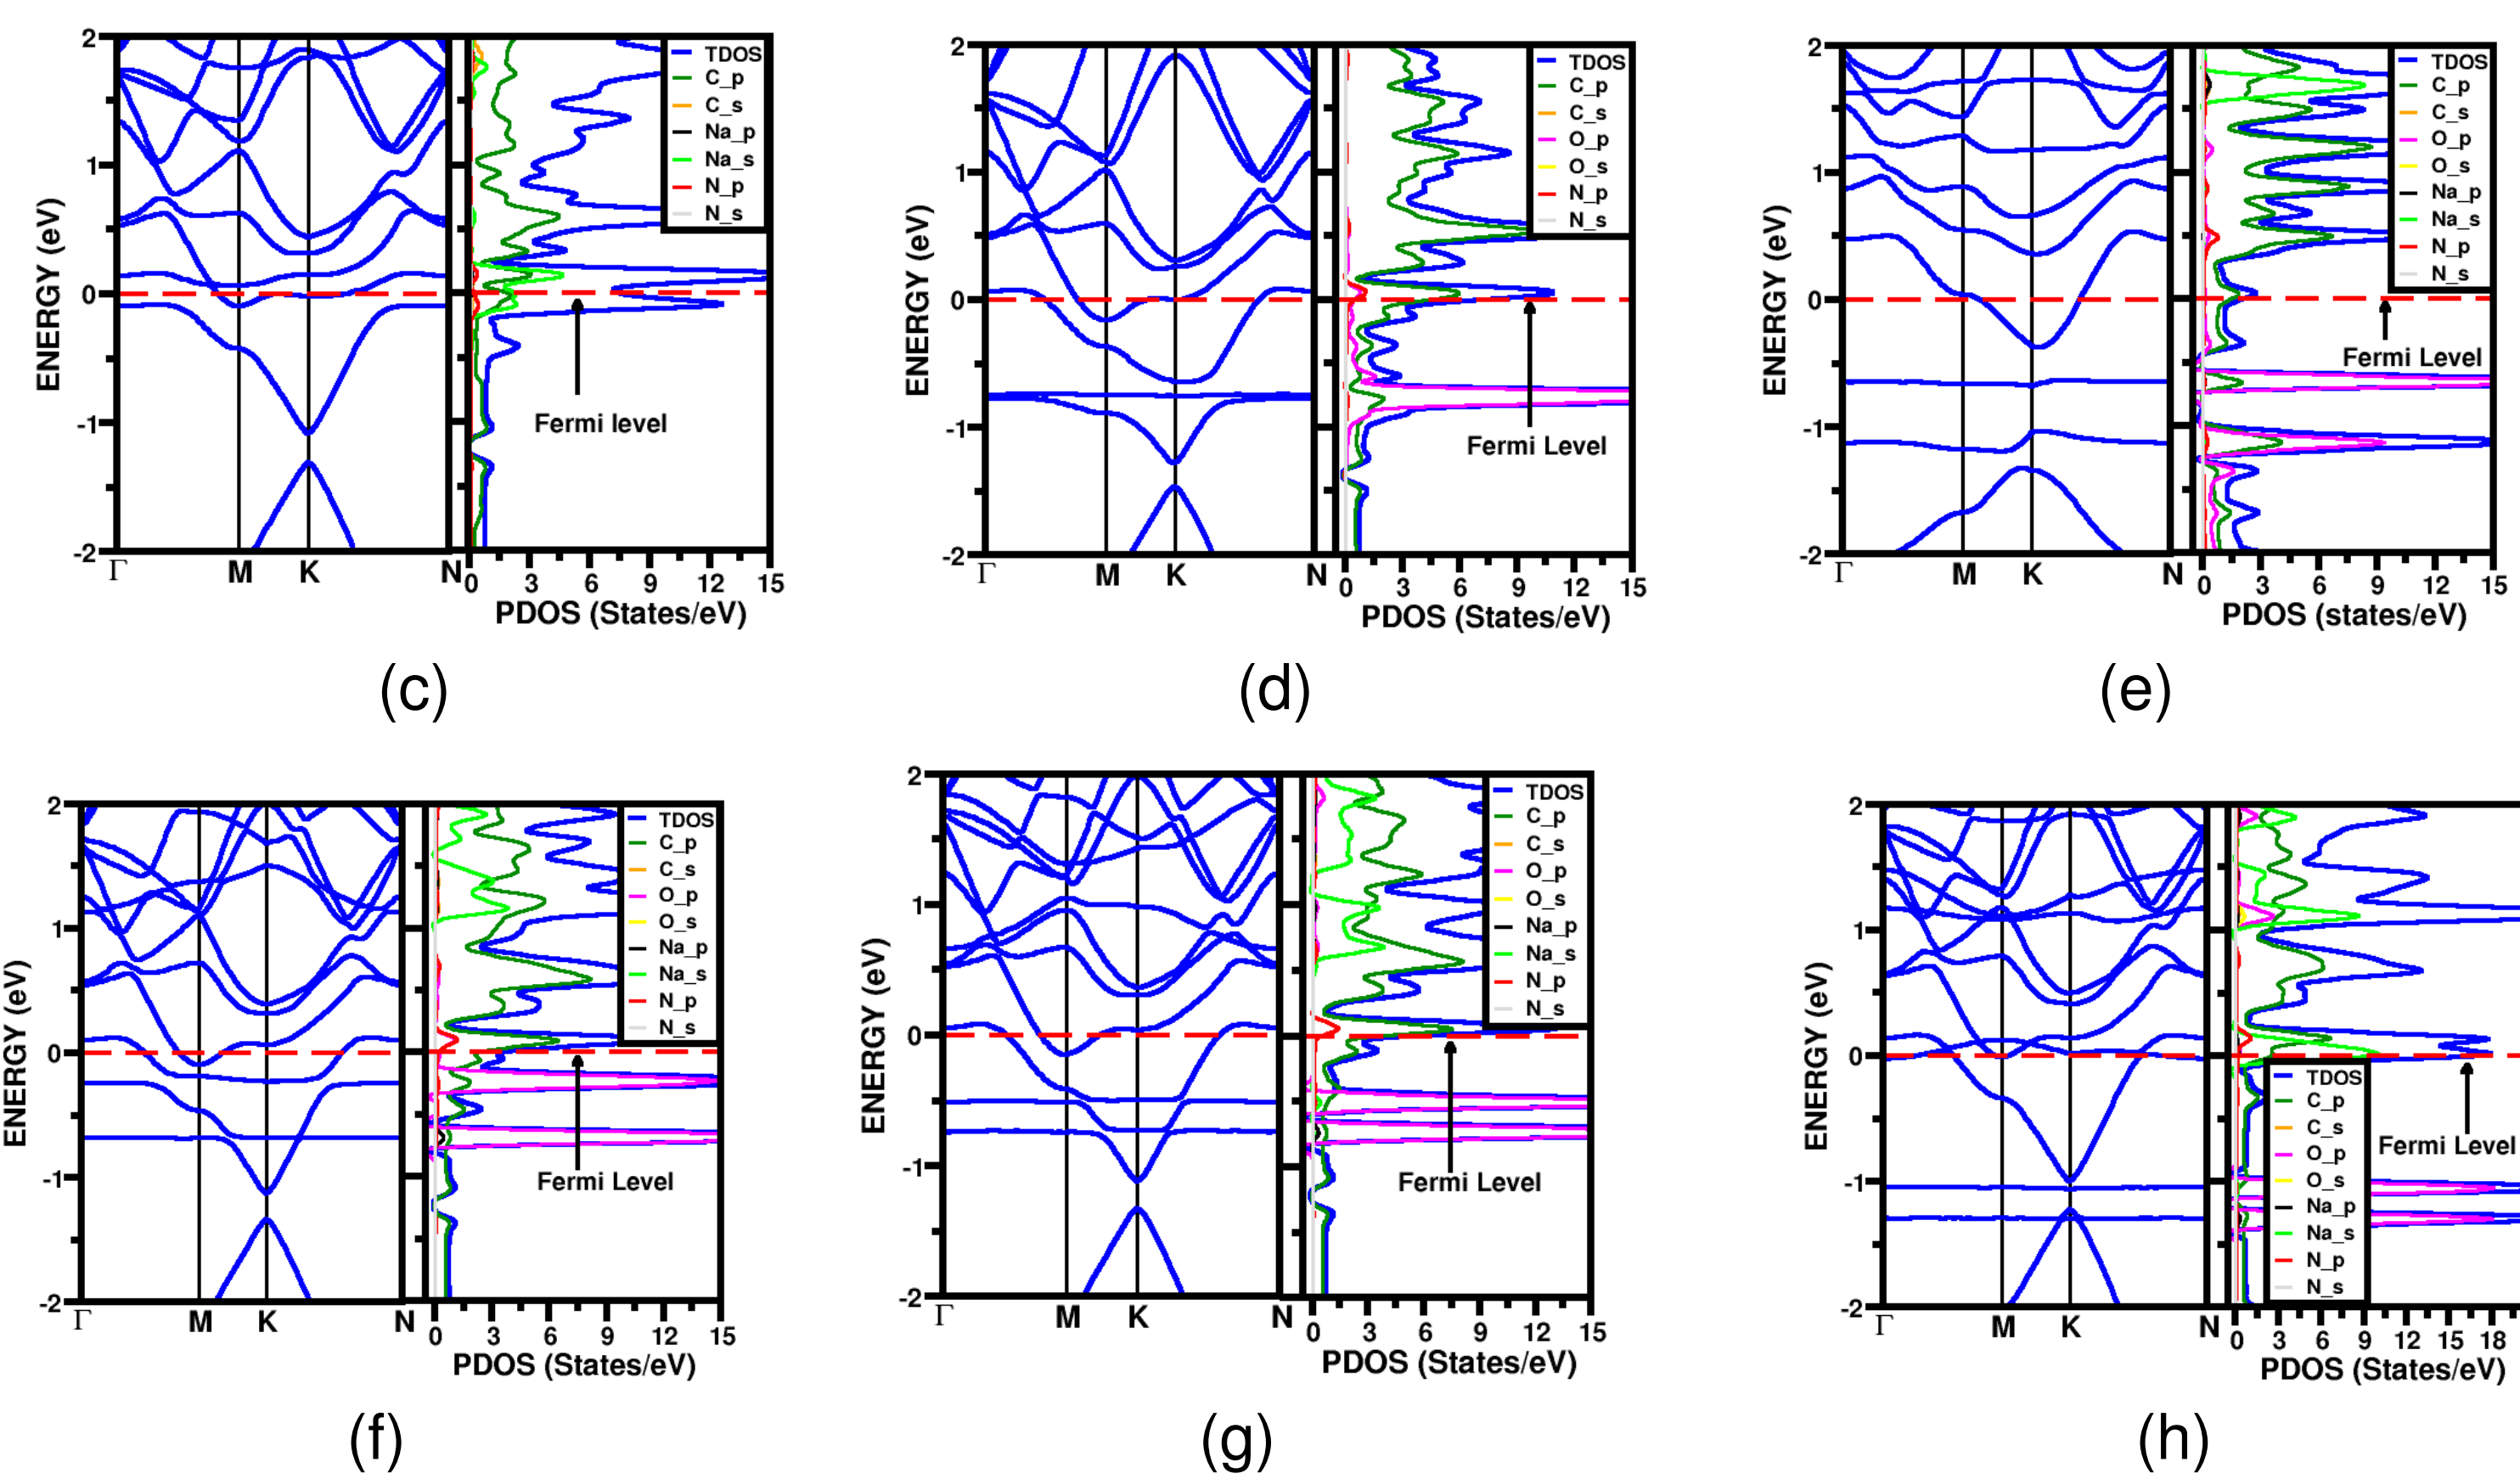 2
1
0
-1
-2
ENERGY (eV)
Γ
M
K
N
TDOS
C_p
C_s
Na_p
Na_s
N_p
N_s
Fermi level
0
3
6
9
12
15
PDOS (States/eV)
(c)
2
1
0
-1
-2
ENERGY (eV)
Γ
M
K
N
TDOS
C_p
C_s
O_p
O_s
N_p
N_s
Fermi Level
0
3
6
9
12
15
PDOS (States/eV)
(d)
2
1
0
-1
-2
ENERGY (eV)
Γ
M
K
N
TDOS
C_p
C_s
O_p
O_s
Na_p
Na_s
N_p
N_s
Fermi Level
0
3
6
9
12
15
PDOS (states/eV)
(e)
2
1
0
-1
-2
ENERGY (eV)
Γ
M
K
N
TDOS
C_p
C_s
O_p
O_s
Na_p
Na_s
N_p
N_s
Fermi Level
0
3
6
9
12
15
PDOS (States/eV)
(f)
2
1
0
-1
-2
ENERGY (eV)
Γ
M
K
N
TDOS
C_p
C_s
O_p
O_s
Na_p
Na_s
N_p
N_s
Fermi Level
0
3
6
9
12
15
PDOS (States/eV)
(g)
2
1
0
-1
-2
ENERGY (eV)
Γ
M
K
N
TDOS
C_p
C_s
O_p
O_s
Na_p
Na_s
N_p
N_s
Fermi Level
0
3
6
9
12
15
18
PDOS (States/eV)
(h)